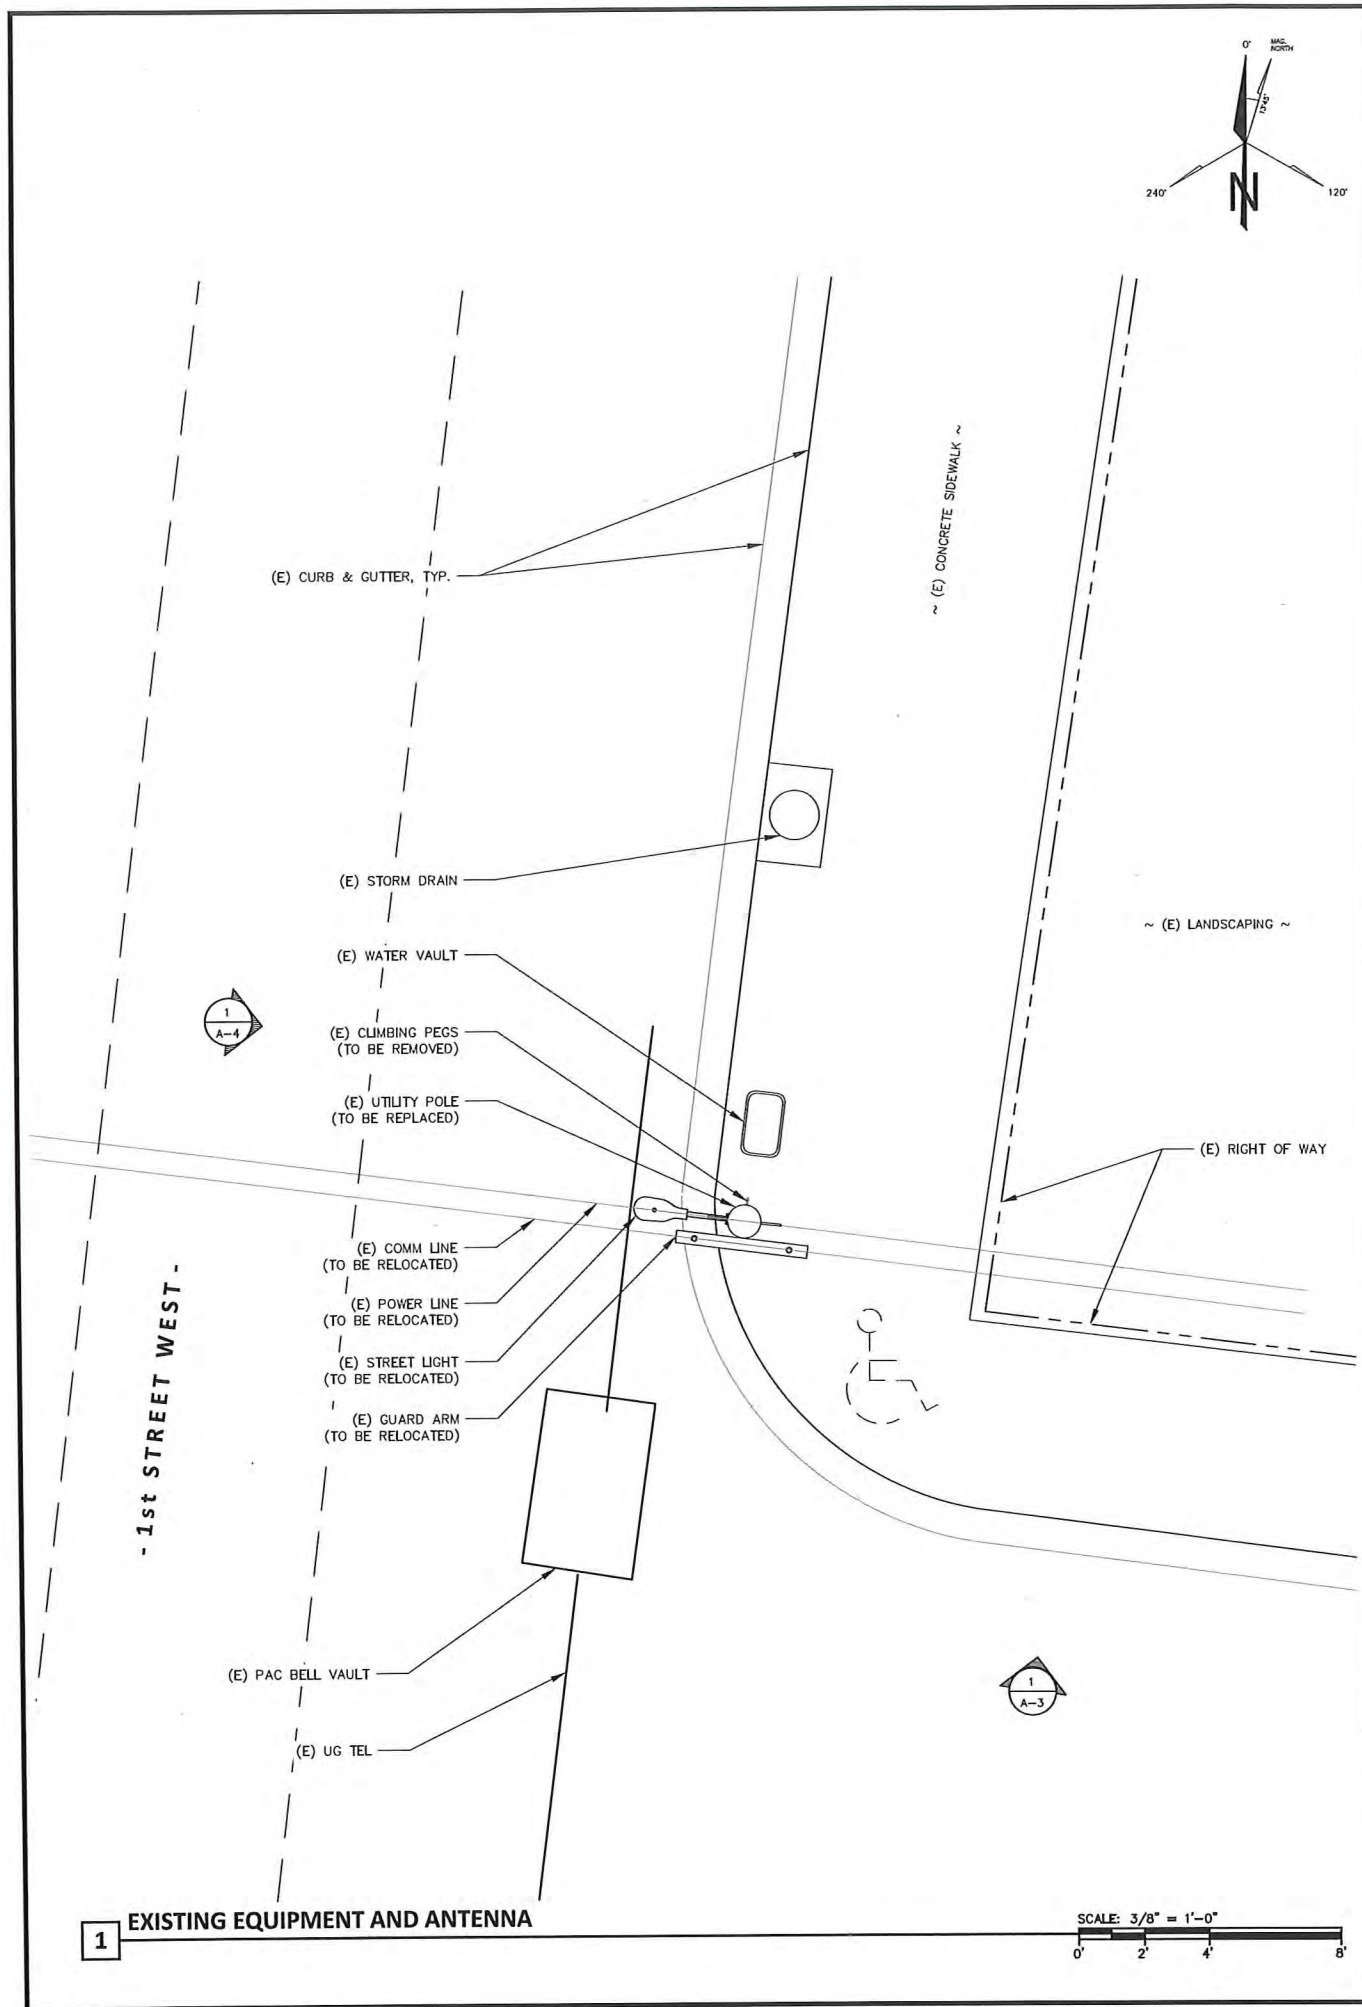 0°
MAG.
NORTH
13°45'
240°
120°
N
(E) CURB & GUTTER, TYP.
~ (E) CONCRETE SIDEWALK ~
(E) STORM DRAIN
~ (E) LANDSCAPING ~
(E) WATER VAULT
1
A-4
(E) CLIMBING PEGS
(TO BE REMOVED)
(E) UTILITY POLE
(TO BE REPLACED)
(E) RIGHT OF WAY
(E) COMM LINE
(TO BE RELOCATED)
(E) POWER LINE
(TO BE RELOCATED)
(E) STREET LIGHT
(TO BE RELOCATED)
(E) GUARD ARM
(TO BE RELOCATED)
- 1st STREET WEST -
(E) PAC BELL VAULT
1
A-3
(E) UG TEL
1
EXISTING EQUIPMENT AND ANTENNA
SCALE: 3/8" = 1'-0"
0' 2' 4' 8'